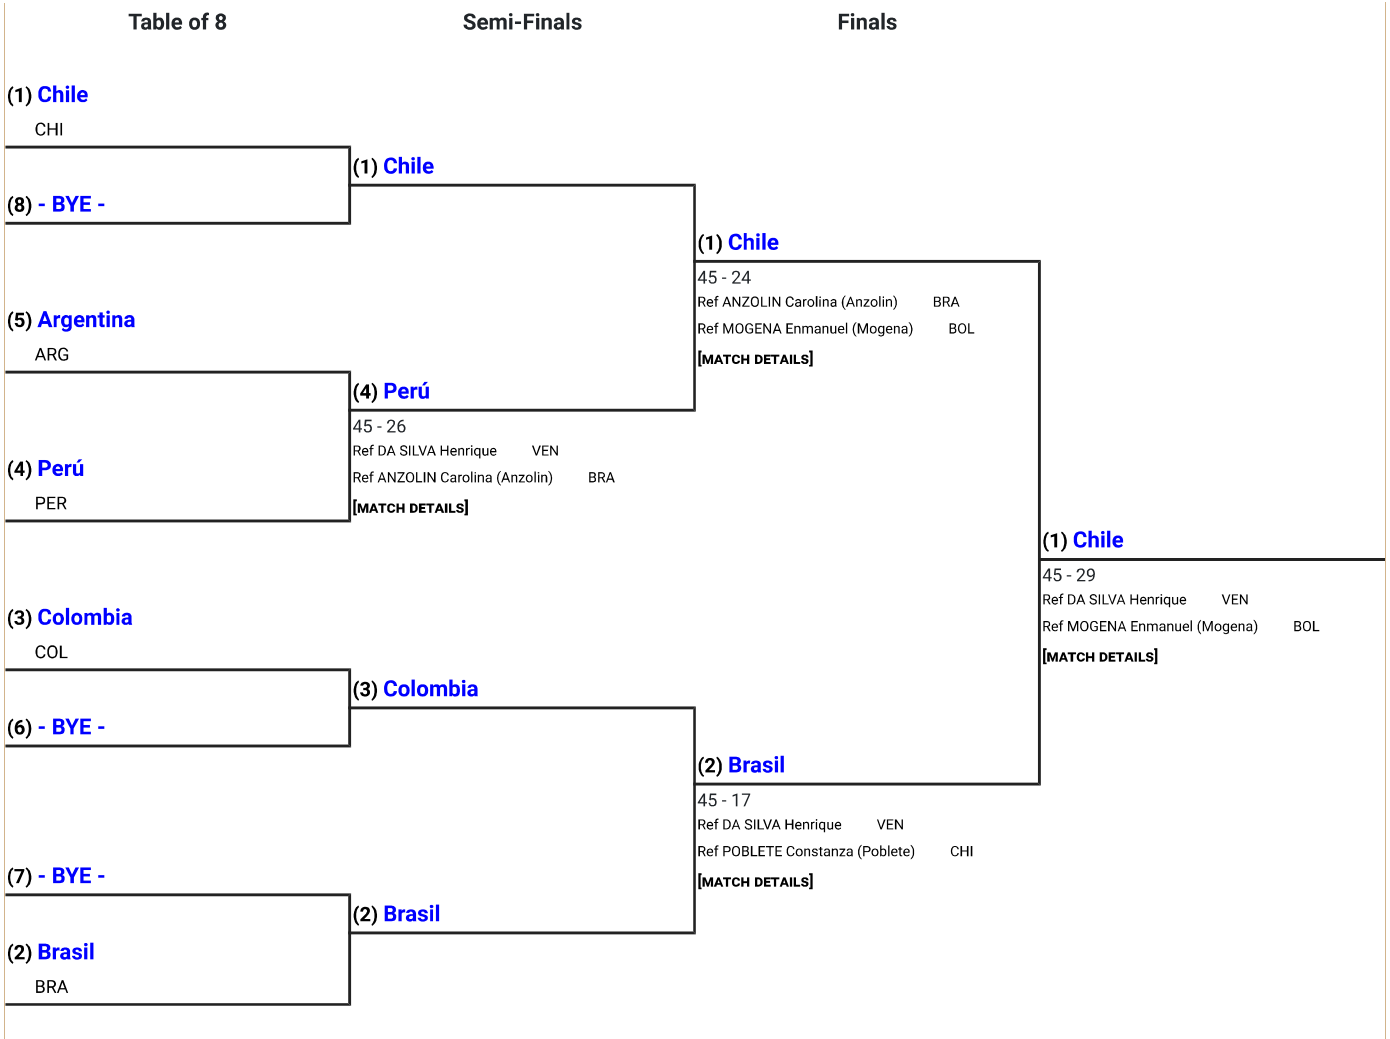 Table of 8
Semi-Finals
Finals
(1) Chile
CHI
(8) - BYE -
(5) Argentina
ARG
(4) Perú
PER
(3) Colombia
COL
(6) - BYE -
(7) - BYE -
(2) Brasil
BRA
(1) Chile
(4) Perú
45 - 26
Ref DA SILVA Henrique VEN
Ref ANZOLIN Carolina (Anzolin) BRA
[MATCH DETAILS]
(3) Colombia
(2) Brasil
(1) Chile
45 - 24
Ref ANZOLIN Carolina (Anzolin) BRA
Ref MOGENA Enmanuel (Mogena) BOL
[MATCH DETAILS]
(2) Brasil
45 - 17
Ref DA SILVA Henrique VEN
Ref POBLETE Constanza (Poblete) CHI
[MATCH DETAILS]
(1) Chile
45 - 29
Ref DA SILVA Henrique VEN
Ref MOGENA Enmanuel (Mogena) BOL
[MATCH DETAILS]